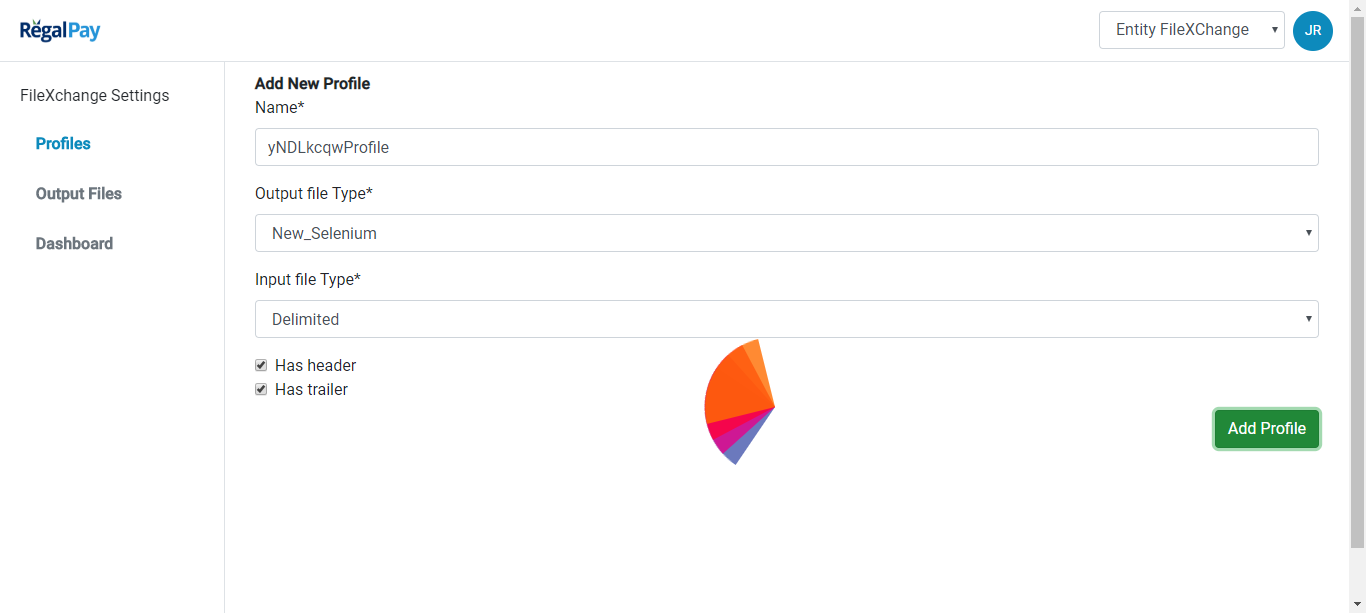 RegalPay
Entity FileXChange
JR
FileXchange Settings
Profiles
Output Files
Dashboard
Add New Profile
Name*
yNDLkcqwProfile
Output file Type*
New_Selenium
Input file Type*
Delimited
Has header
Has trailer
Add Profile